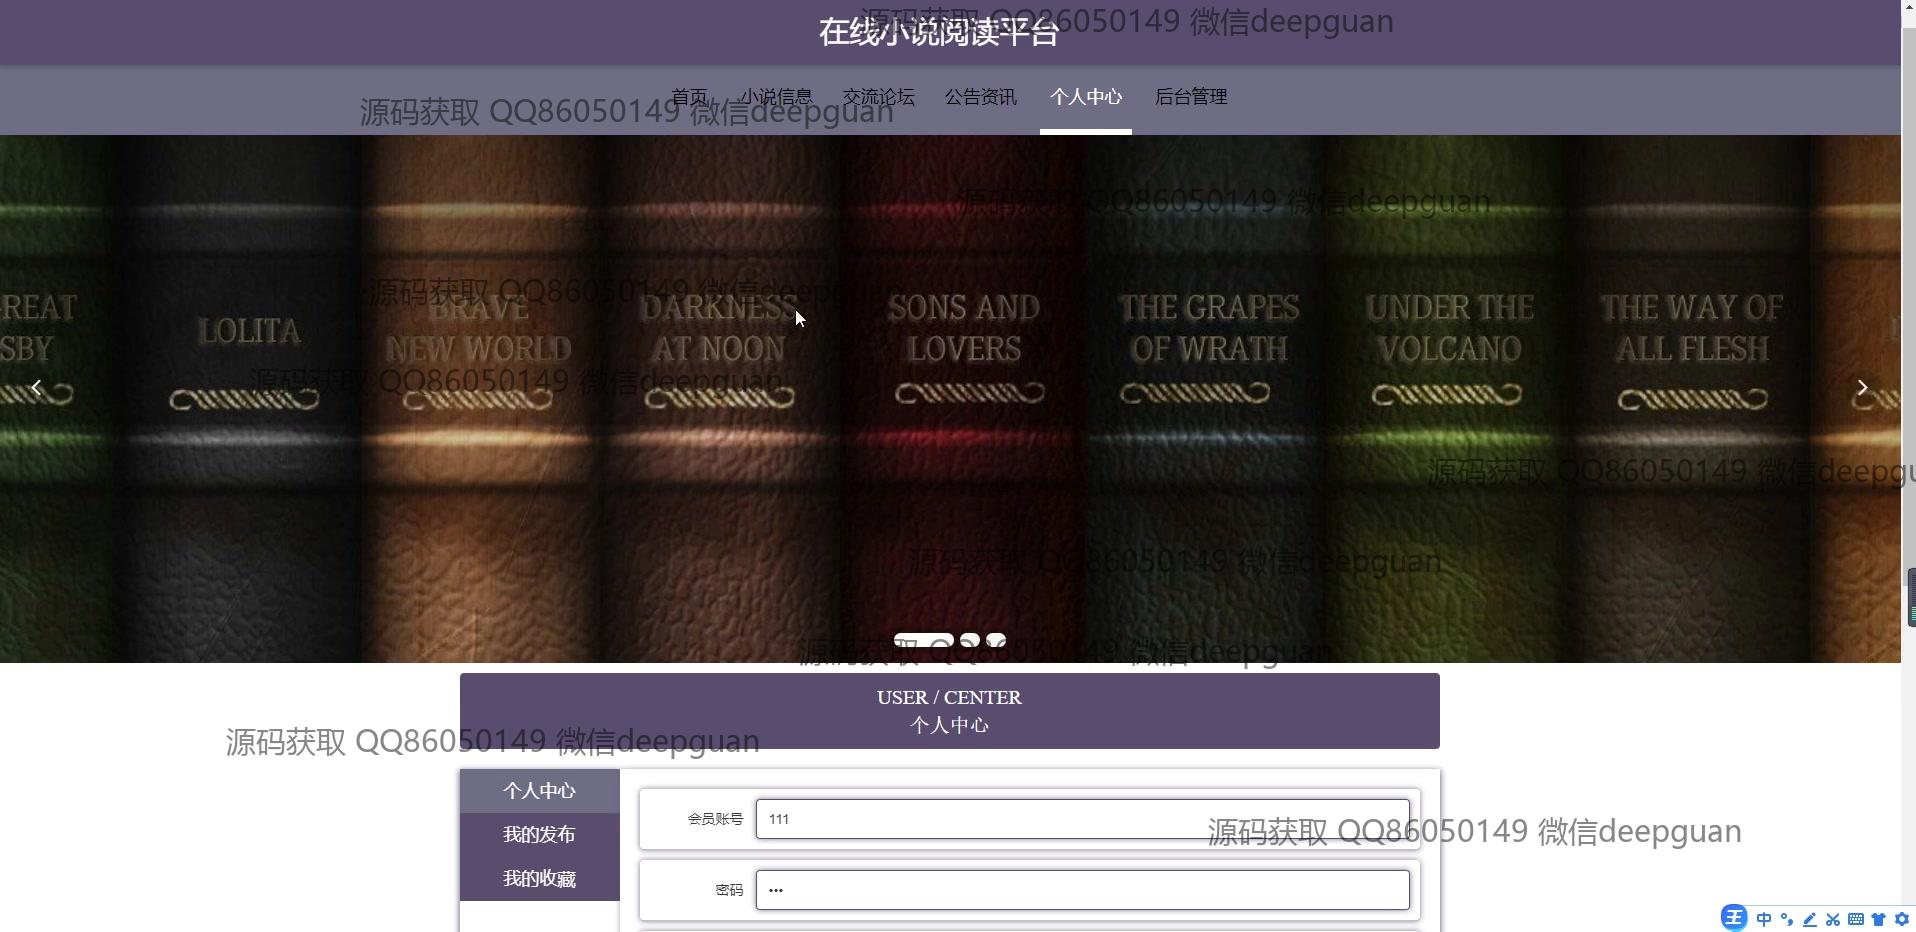 在线小说阅读平台
源码获取 QQ86050149 微信deepguan
首页 小说信息 交流论坛 公告资讯 个人中心 后台管理
源码获取 QQ86050149 微信deepguan
源码获取 QQ86050149 微信deepguan
源码获取 QQ86050149 微信deepguan
REAT
SBY
LOLITA
BRAVE
NEW WORLD
DARKNESS
AT NOON
SONS AND
LOVERS
THE GRAPES
OF WRATH
UNDER THE
VOLCANO
THE WAY OF
ALL FLESH
源码获取 QQ86050149 微信deepguan
源码获取 QQ86050149 微信deepgu
源码获取 QQ86050149 微信deepguan
源码获取 QQ86050149 微信deepguan
USER / CENTER
个人中心
源码获取 QQ86050149 微信deepguan
个人中心
我的发布
我的收藏
会员账号 111
源码获取 QQ86050149 微信deepguan
密码 •••
王 中